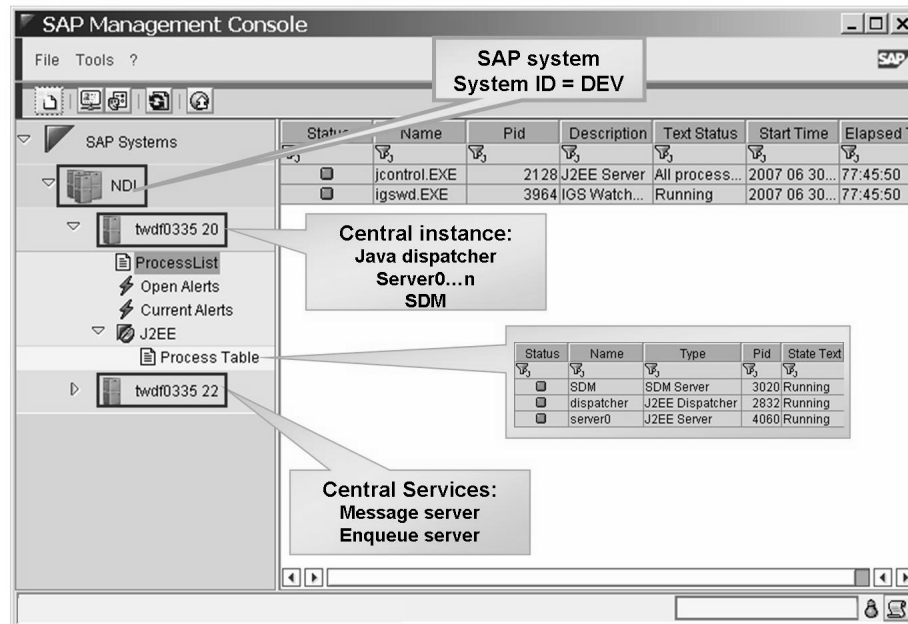 SAP Management Console
File Tools ?
SAP
SAP system
System ID = DEV
SAP Systems
NDI
twdf0335 20
ProcessList
Open Alerts
Current Alerts
J2EE
Process Table
twdf0335 22
Status Name Pid Description Text Status Start Time Elapsed T
jcontrol.EXE 2128 J2EE Server All process... 2007 06 30... 77:45:50
igswd.EXE 3964 IGS Watch... Running 2007 06 30... 77:45:50
Central instance:
Java dispatcher
Server0...n
SDM
Status Name Type Pid State Text
SDM SDM Server 3020 Running
dispatcher J2EE Dispatcher 2832 Running
server0 J2EE Server 4060 Running
Central Services:
Message server
Enqueue server